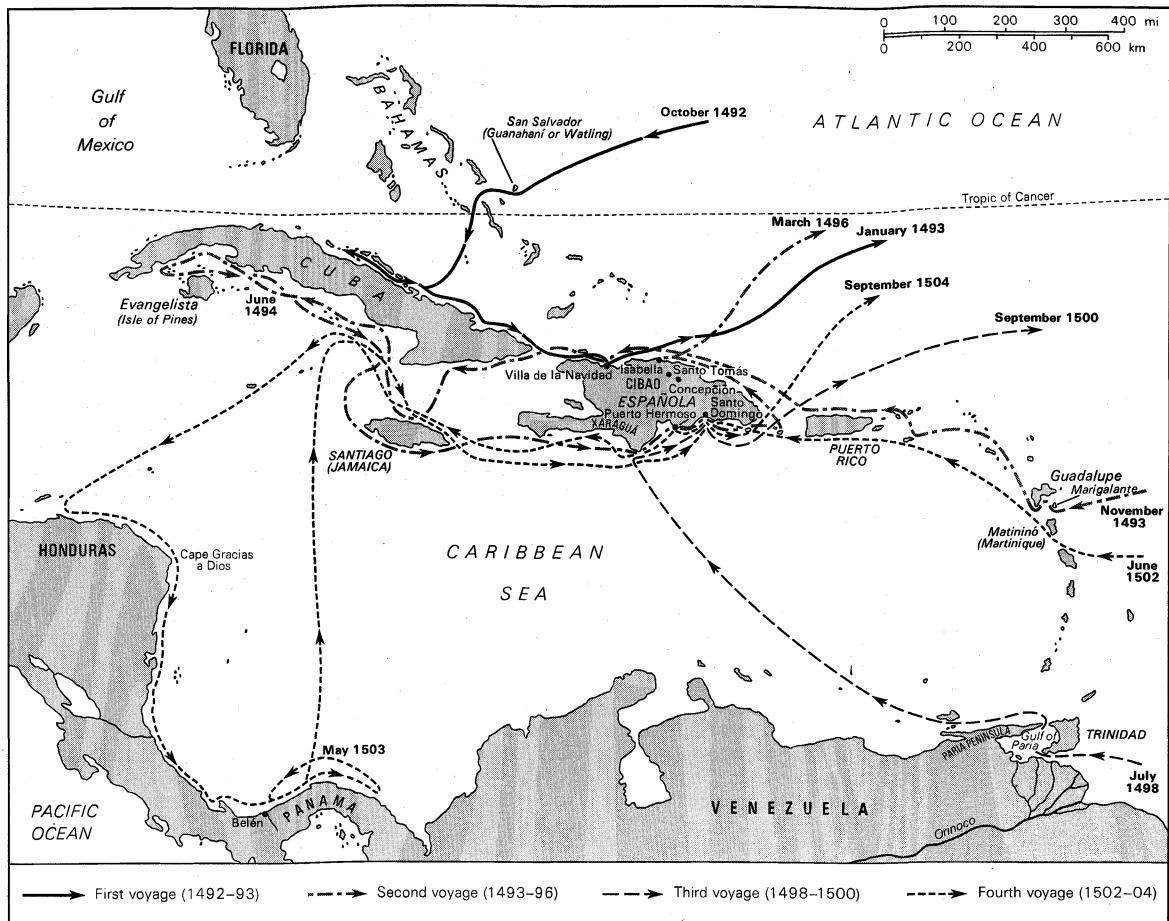 0 100 200 300 400 mi
0 200 400 600 km
FLORIDA
Gulf
of
Mexico
BAHAMAS
San Salvador
(Guanahaní or Watling)
October 1492
ATLANTIC OCEAN
Tropic of Cancer
March 1496
January 1493
September 1504
September 1500
CUBA
Evangelista
(Isle of Pines)
June
1494
Villa de la Navidad
Isabella
Santo Tomás
CIBAO
Concepción
ESPAÑOLA
Santo
Domingo
Puerto Hermoso
XARAGUA
SANTIAGO
(JAMAICA)
PUERTO
RICO
Guadalupe
Marigalante
November
1493
Matininó
(Martinique)
June
1502
HONDURAS
Cape Gracias
a Dios
CARIBBEAN
SEA
May 1503
PANAMA
Belén
PACIFIC
OCEAN
PARIA PENINSULA
Gulf of
Paria
TRINIDAD
July
1498
VENEZUELA
Orinoco
First voyage (1492–93)
Second voyage (1493–96)
Third voyage (1498–1500)
Fourth voyage (1502–04)